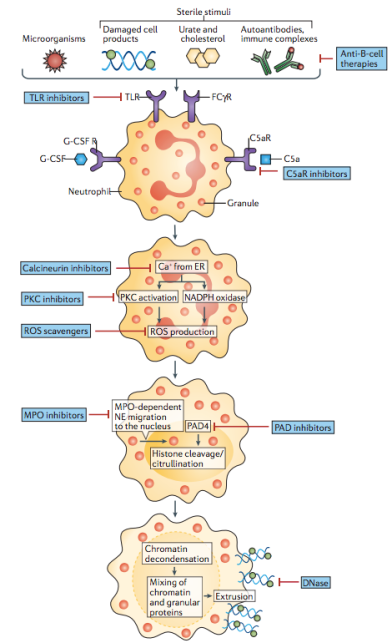 Sterile stimuli
Microorganisms
Damaged cell
products
Urate and
cholesterol
Autoantibodies,
immune complexes
Anti-B-cell
therapies
TLR inhibitors
TLR
FCγR
G-CSF R
G-CSF
C5aR
C5a
C5aR inhibitors
Neutrophil
Granule
Calcineurin inhibitors
Ca⁺ from ER
PKC inhibitors
PKC activation
NADPH oxidase
ROS scavengers
ROS production
MPO inhibitors
MPO-dependent
NE migration
to the nucleus
PAD4
PAD inhibitors
Histone cleavage/
citrullination
Chromatin
decondensation
Mixing of
chromatin
and granular
proteins
Extrusion
DNase